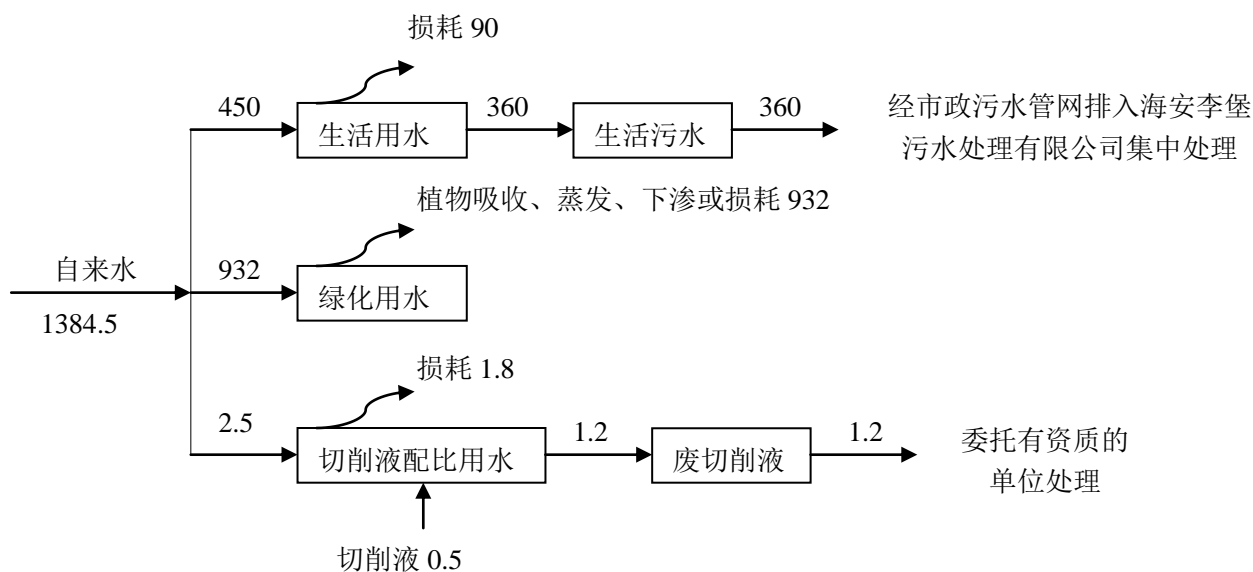 损耗 90
450
生活用水
360
生活污水
360
经市政污水管网排入海安李堡
污水处理有限公司集中处理
植物吸收、蒸发、下渗或损耗 932
自来水
1384.5
932
绿化用水
损耗 1.8
2.5
切削液配比用水
1.2
废切削液
1.2
委托有资质的
单位处理
切削液 0.5